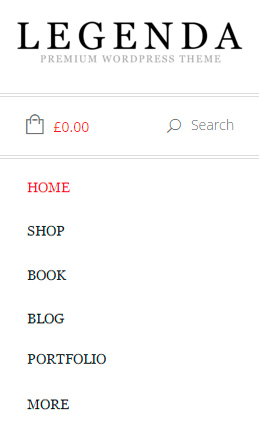 LEGENDA
PREMIUM WORDPRESS THEME
£0.00 Search
HOME
SHOP
BOOK
BLOG
PORTFOLIO
MORE